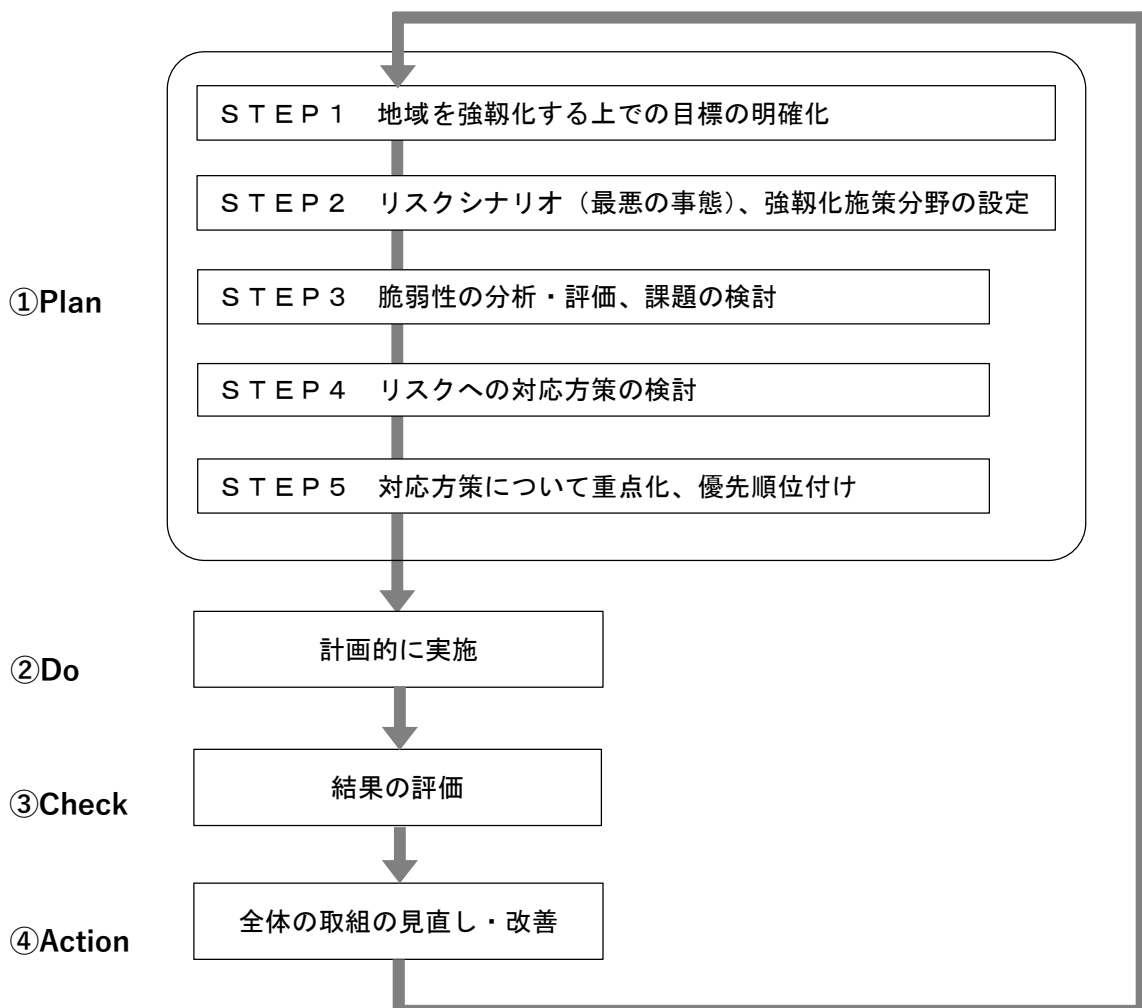 STEP1 地域を強靱化する上での目標の明確化
STEP2 リスクシナリオ（最悪の事態）、強靱化施策分野の設定
①Plan
STEP3 脆弱性の分析・評価、課題の検討
STEP4 リスクへの対応方策の検討
STEP5 対応方策について重点化、優先順位付け
②Do
計画的に実施
③Check
結果の評価
④Action
全体の取組の見直し・改善